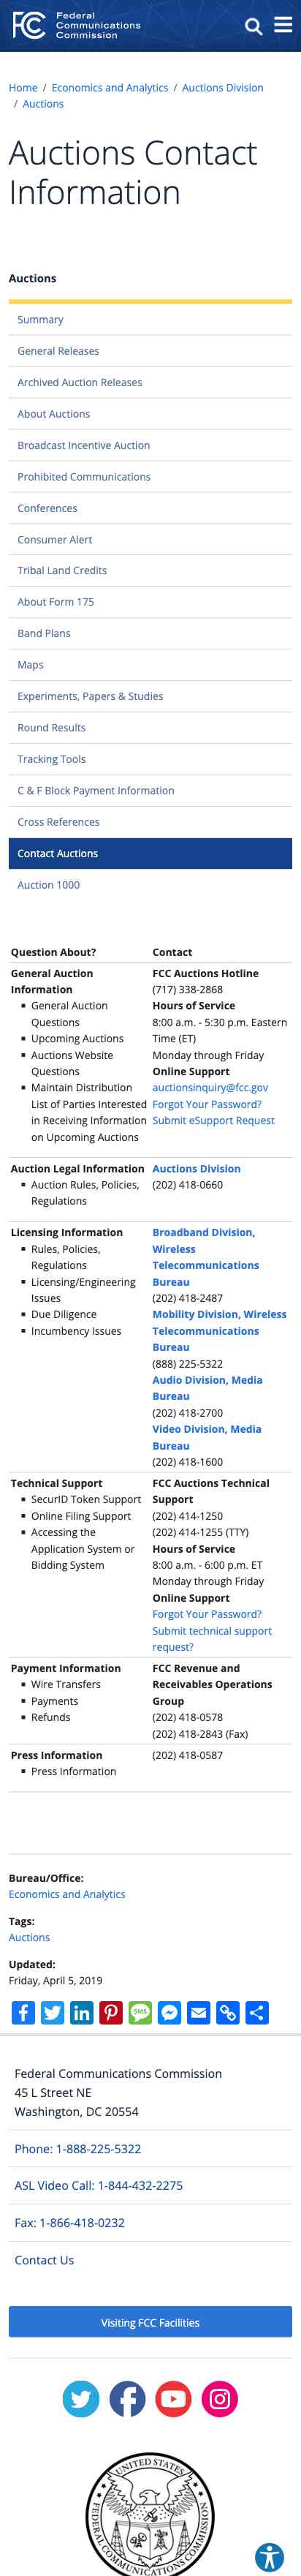 Federal
Communications
Commission
Home / Economics and Analytics / Auctions Division
/ Auctions
Auctions Contact
Information
Auctions
Summary
General Releases
Archived Auction Releases
About Auctions
Broadcast Incentive Auction
Prohibited Communications
Conferences
Consumer Alert
Tribal Land Credits
About Form 175
Band Plans
Maps
Experiments, Papers & Studies
Round Results
Tracking Tools
C & F Block Payment Information
Cross References
Contact Auctions
Auction 1000
Question About?
Contact
General Auction
Information
General Auction
Questions
Upcoming Auctions
Auctions Website
Questions
Maintain Distribution
List of Parties Interested
in Receiving Information
on Upcoming Auctions
FCC Auctions Hotline
(717) 338-2868
Hours of Service
8:00 a.m. - 5:30 p.m. Eastern
Time (ET)
Monday through Friday
Online Support
auctionsinquiry@fcc.gov
Forgot Your Password?
Submit eSupport Request
Auction Legal Information
Auction Rules, Policies,
Regulations
Auctions Division
(202) 418-0660
Licensing Information
Rules, Policies,
Regulations
Licensing/Engineering
Issues
Due Diligence
Incumbency Issues
Broadband Division,
Wireless
Telecommunications
Bureau
(202) 418-2487
Mobility Division, Wireless
Telecommunications
Bureau
(888) 225-5322
Audio Division, Media
Bureau
(202) 418-2700
Video Division, Media
Bureau
(202) 418-1600
Technical Support
SecurID Token Support
Online Filing Support
Accessing the
Application System or
Bidding System
FCC Auctions Technical
Support
(202) 414-1250
(202) 414-1255 (TTY)
Hours of Service
8:00 a.m. - 6:00 p.m. ET
Monday through Friday
Online Support
Forgot Your Password?
Submit technical support
request?
Payment Information
Wire Transfers
Payments
Refunds
FCC Revenue and
Receivables Operations
Group
(202) 418-0578
(202) 418-2843 (Fax)
Press Information
Press Information
(202) 418-0587
Bureau/Office:
Economics and Analytics
Tags:
Auctions
Updated:
Friday, April 5, 2019
SMS
Federal Communications Commission
45 L Street NE
Washington, DC 20554
Phone: 1-888-225-5322
ASL Video Call: 1-844-432-2275
Fax: 1-866-418-0232
Contact Us
Visiting FCC Facilities
UNITED STATES
FEDERAL COMMUNICATIONS